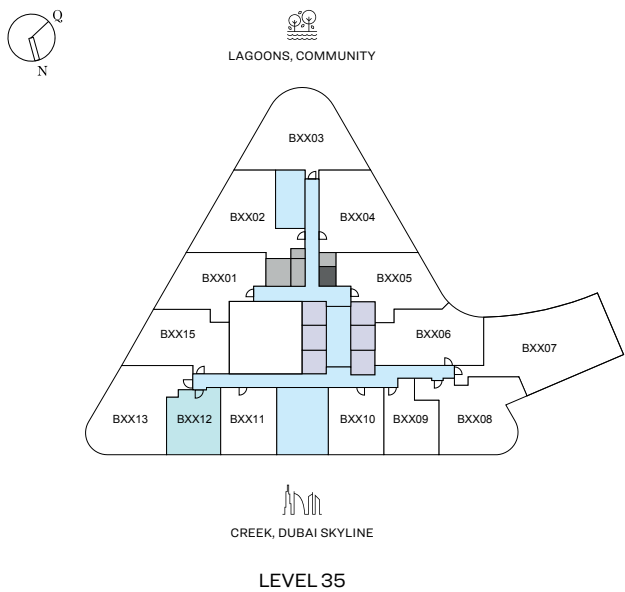 Q
N
LAGOONS, COMMUNITY
BXX03
BXX02
BXX04
BXX01
BXX05
BXX15
BXX06
BXX07
BXX13
BXX12
BXX11
BXX10
BXX09
BXX08
CREEK, DUBAI SKYLINE
LEVEL 35